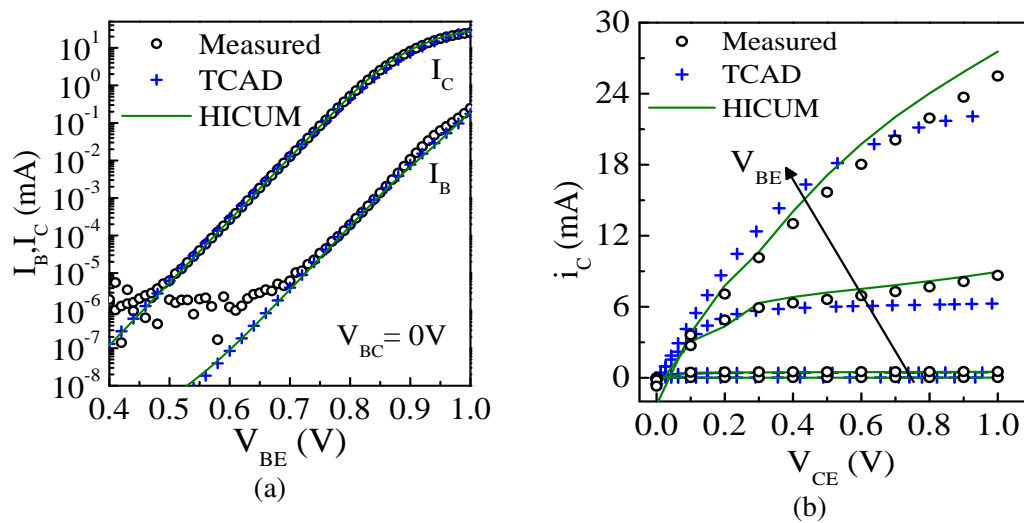 Measured
TCAD
HICUM
I_C
I_B
V_BC = 0V
10^1
10^0
10^-1
10^-2
10^-3
10^-4
10^-5
10^-6
10^-7
10^-8
I_B,I_C (mA)
0.4 0.5 0.6 0.7 0.8 0.9 1.0
V_BE (V)
(a)
Measured
TCAD
HICUM
V_BE
30
24
18
12
6
0
i_C (mA)
0.0 0.2 0.4 0.6 0.8 1.0
V_CE (V)
(b)